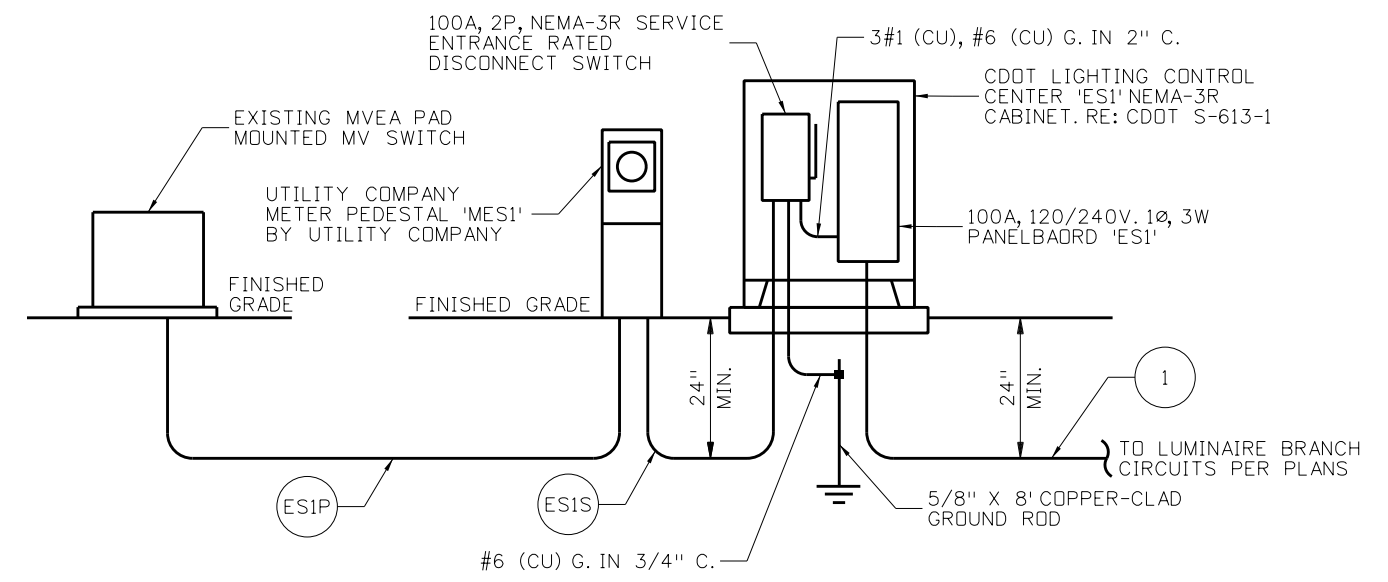 100A, 2P, NEMA-3R SERVICE
ENTRANCE RATED
DISCONNECT SWITCH
3#1 (CU), #6 (CU) G. IN 2" C.
CDOT LIGHTING CONTROL
CENTER 'ES1' NEMA-3R
CABINET. RE: CDOT S-613-1
EXISTING MVEA PAD
MOUNTED MV SWITCH
UTILITY COMPANY
METER PEDESTAL 'MES1'
BY UTILITY COMPANY
100A, 120/240V. 1Ø, 3W
PANELBAORD 'ES1'
FINISHED
GRADE
FINISHED GRADE
24"
MIN.
24"
MIN.
1
TO LUMINAIRE BRANCH
CIRCUITS PER PLANS
ES1P
ES1S
5/8" X 8' COPPER-CLAD
GROUND ROD
#6 (CU) G. IN 3/4" C.